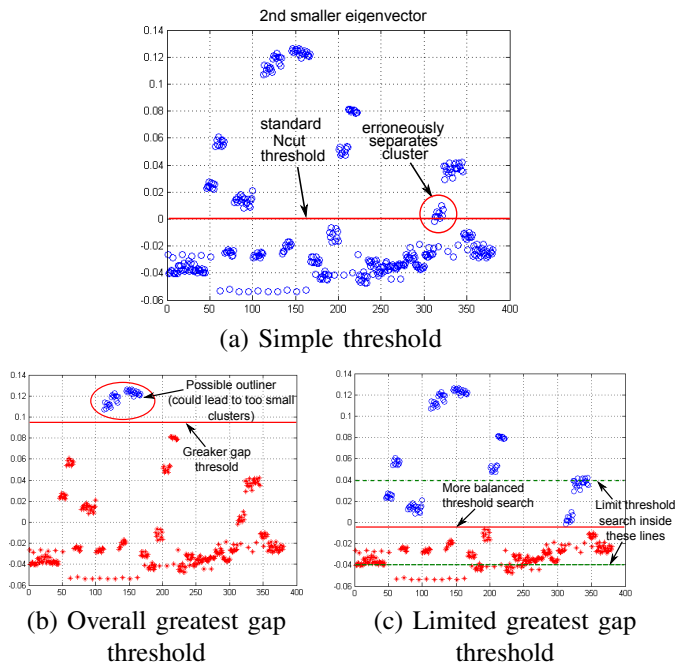 2nd smaller eigenvector
0.14
0.12
0.1
0.08
0.06
0.04
0.02
0
-0.02
-0.04
-0.06
0 50 100 150 200 250 300 350 400
standard
Ncut
threshold
erroneously
separates
cluster
(a) Simple threshold
0.14
0.12
0.1
0.08
0.06
0.04
0.02
0
-0.02
-0.04
-0.06
0 50 100 150 200 250 300 350 400
Possible outliner
(could lead to too small
clusters)
Greaker gap
thresold
(b) Overall greatest gap
threshold
0.14
0.12
0.1
0.08
0.06
0.04
0.02
0
-0.02
-0.04
-0.06
0 50 100 150 200 250 300 350 400
More balanced
threshold search
Limit threshold
search inside
these lines
(c) Limited greatest gap
threshold